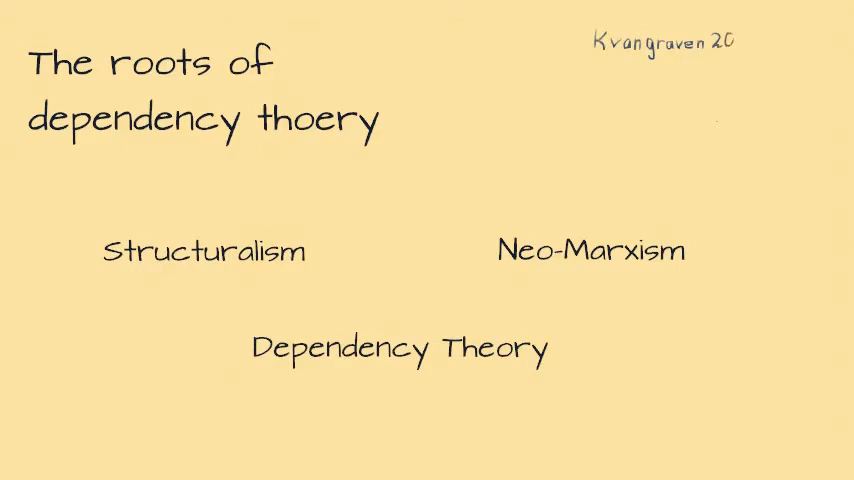 The roots of
dependency thoery
Kvangraven 20
Structuralism
Neo-Marxism
Dependency Theory